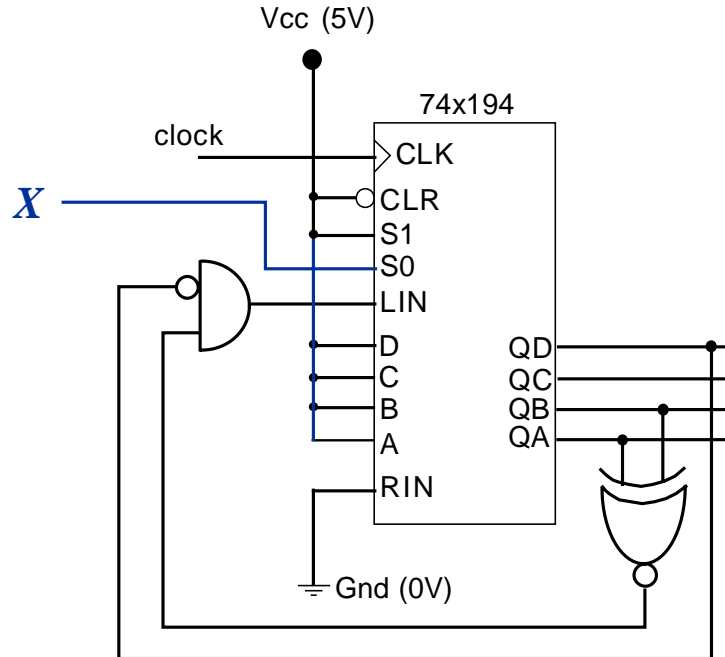 Vcc (5V)
74x194
clock
CLK
X
CLR
S1
S0
LIN
D
QD
C
QC
B
QB
A
QA
RIN
Gnd (0V)